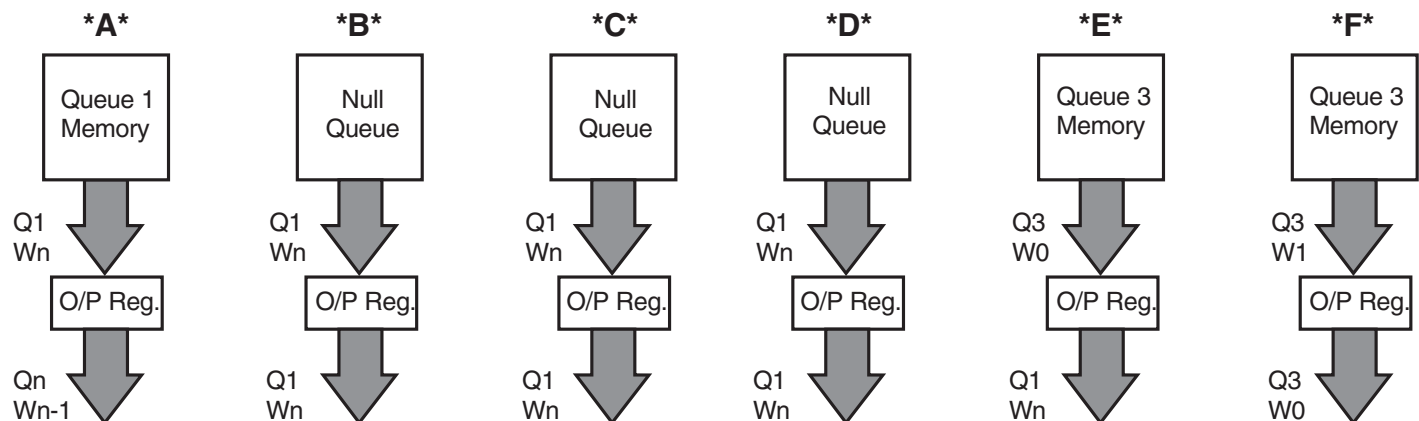 *A*
Queue 1
Memory
Q1
Wn
O/P Reg.
Qn
Wn-1
*B*
Null
Queue
Q1
Wn
O/P Reg.
Q1
Wn
*C*
Null
Queue
Q1
Wn
O/P Reg.
Q1
Wn
*D*
Null
Queue
Q1
Wn
O/P Reg.
Q1
Wn
*E*
Queue 3
Memory
Q3
W0
O/P Reg.
Q1
Wn
*F*
Queue 3
Memory
Q3
W1
O/P Reg.
Q3
W0